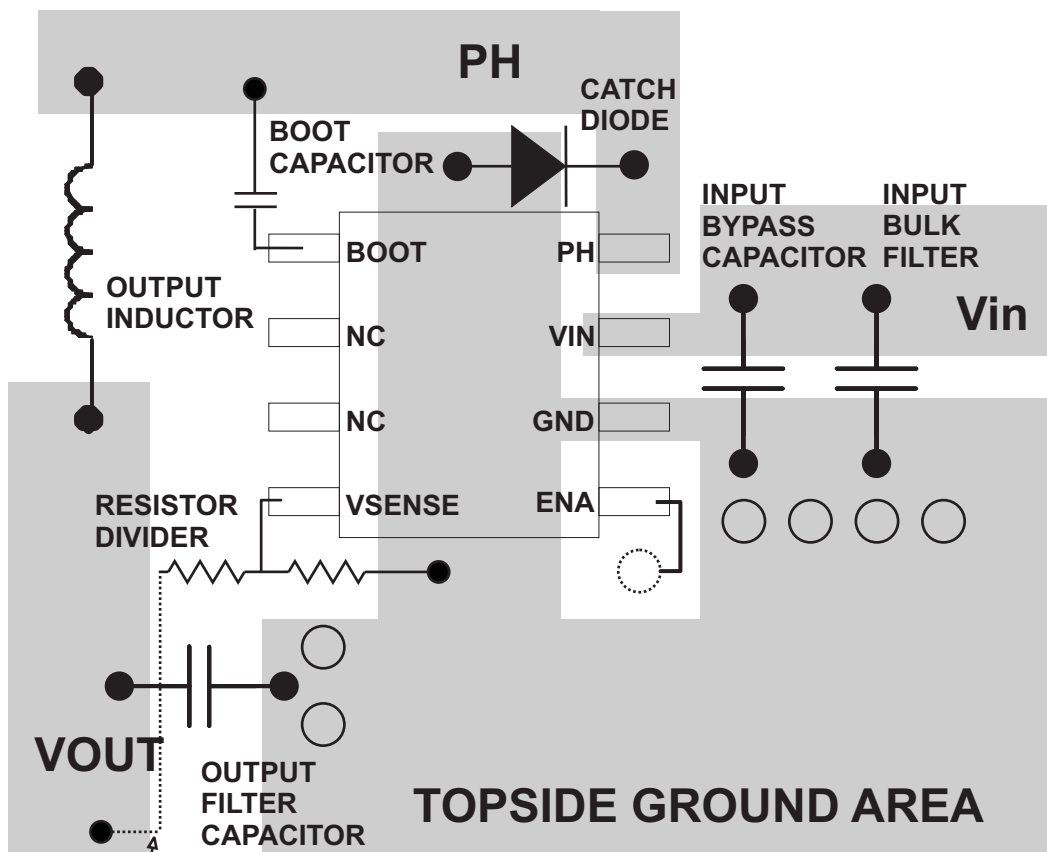 PH
CATCH
DIODE
BOOT
CAPACITOR
INPUT
BYPASS
CAPACITOR
INPUT
BULK
FILTER
BOOT
PH
OUTPUT
INDUCTOR
Vin
NC
VIN
NC
GND
RESISTOR
DIVIDER
VSENSE
ENA
VOUT
OUTPUT
FILTER
CAPACITOR
TOPSIDE GROUND AREA